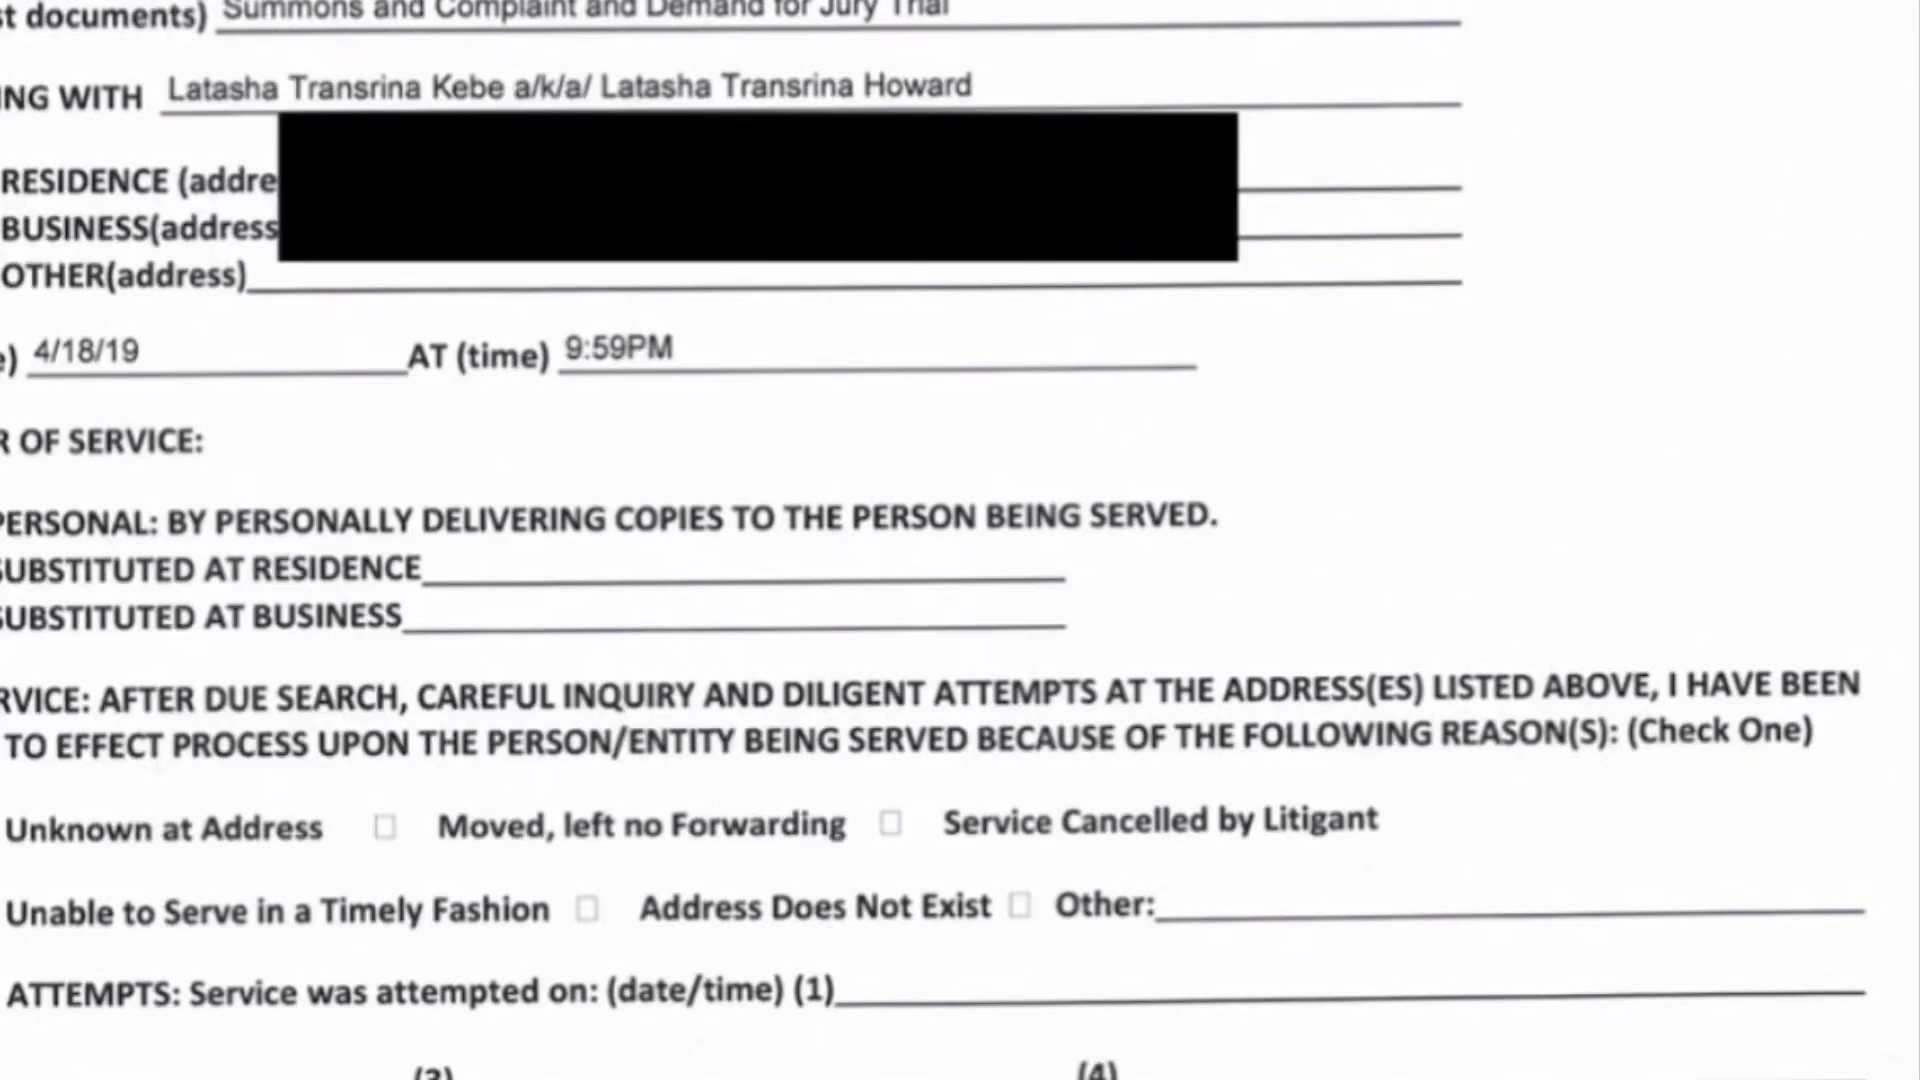 st documents) Summons and Complaint and Demand for Jury Trial
ING WITH Latasha Transrina Kebe a/k/a/ Latasha Transrina Howard
RESIDENCE (addre
BUSINESS(address
OTHER(address)
e) 4/18/19 AT (time) 9:59PM
R OF SERVICE:
PERSONAL: BY PERSONALLY DELIVERING COPIES TO THE PERSON BEING SERVED.
SUBSTITUTED AT RESIDENCE
SUBSTITUTED AT BUSINESS
RVICE: AFTER DUE SEARCH, CAREFUL INQUIRY AND DILIGENT ATTEMPTS AT THE ADDRESS(ES) LISTED ABOVE, I HAVE BEEN
TO EFFECT PROCESS UPON THE PERSON/ENTITY BEING SERVED BECAUSE OF THE FOLLOWING REASON(S): (Check One)
Unknown at Address Moved, left no Forwarding Service Cancelled by Litigant
Unable to Serve in a Timely Fashion Address Does Not Exist Other:
ATTEMPTS: Service was attempted on: (date/time) (1)
(3) (4)